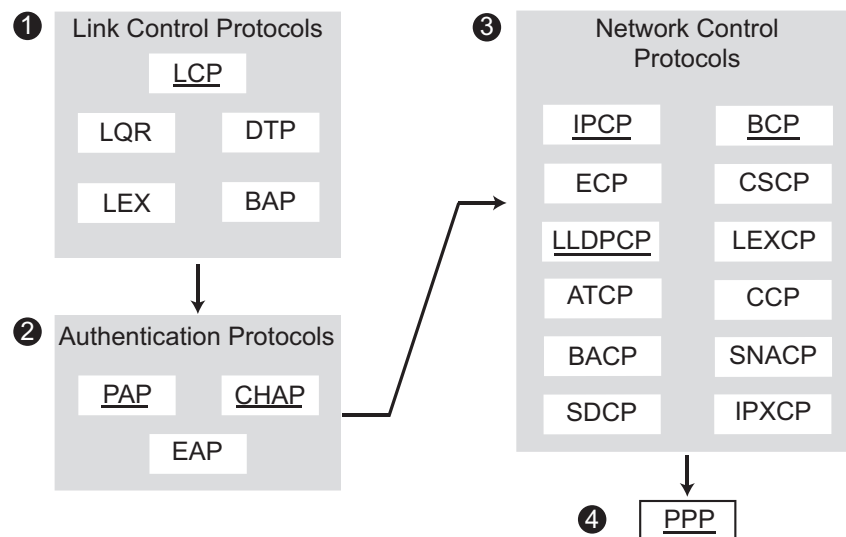 1 Link Control Protocols
LCP
LQR DTP
LEX BAP
2 Authentication Protocols
PAP CHAP
EAP
3 Network Control
Protocols
IPCP BCP
ECP CSCP
LLDPCP LEXCP
ATCP CCP
BACP SNACP
SDCP IPXCP
4 PPP